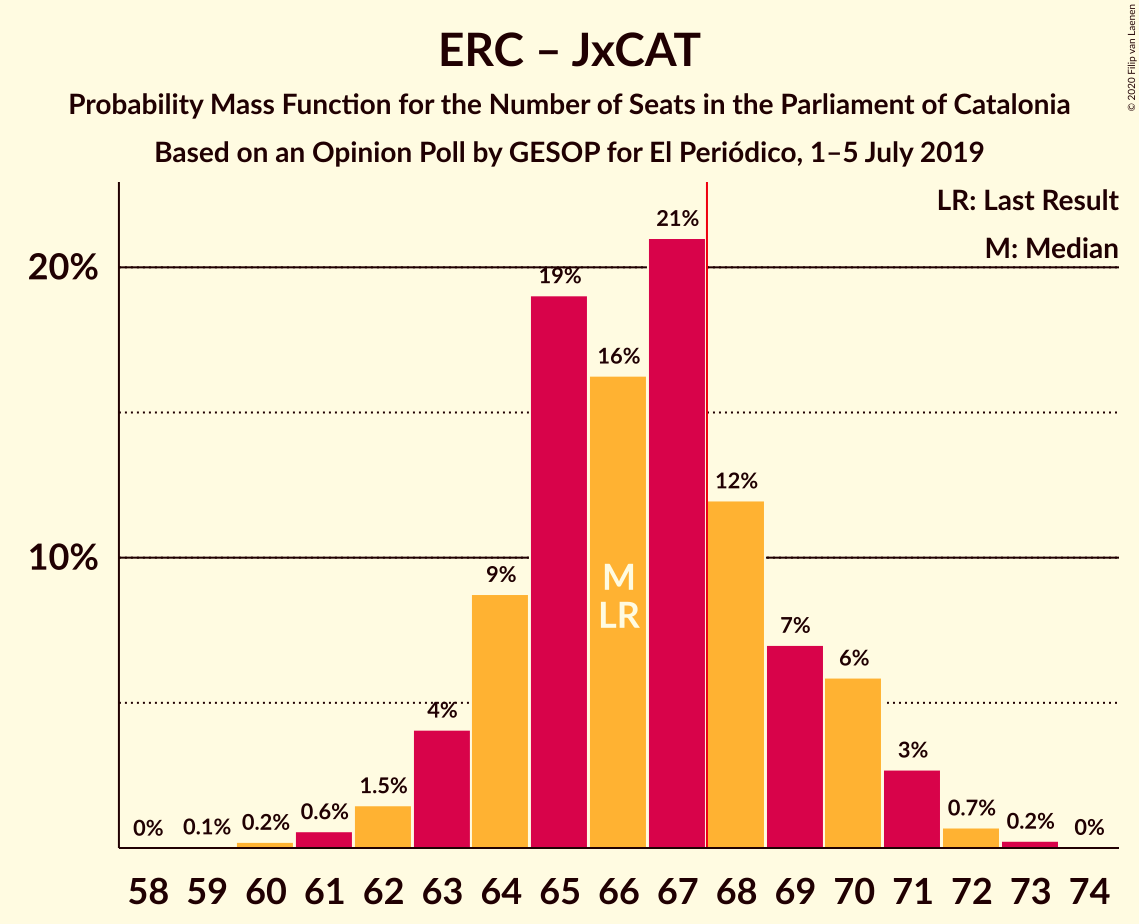 ERC – JxCAT
Probability Mass Function for the Number of Seats in the Parliament of Catalonia
Based on an Opinion Poll by GESOP for El Periódico, 1–5 July 2019
© 2020 Filip van Laenen
LR: Last Result
M: Median
20%
10%
0%
0.1%
0.2%
0.6%
1.5%
4%
9%
19%
16%
21%
12%
7%
6%
3%
0.7%
0.2%
0%
M
LR
58 59 60 61 62 63 64 65 66 67 68 69 70 71 72 73 74